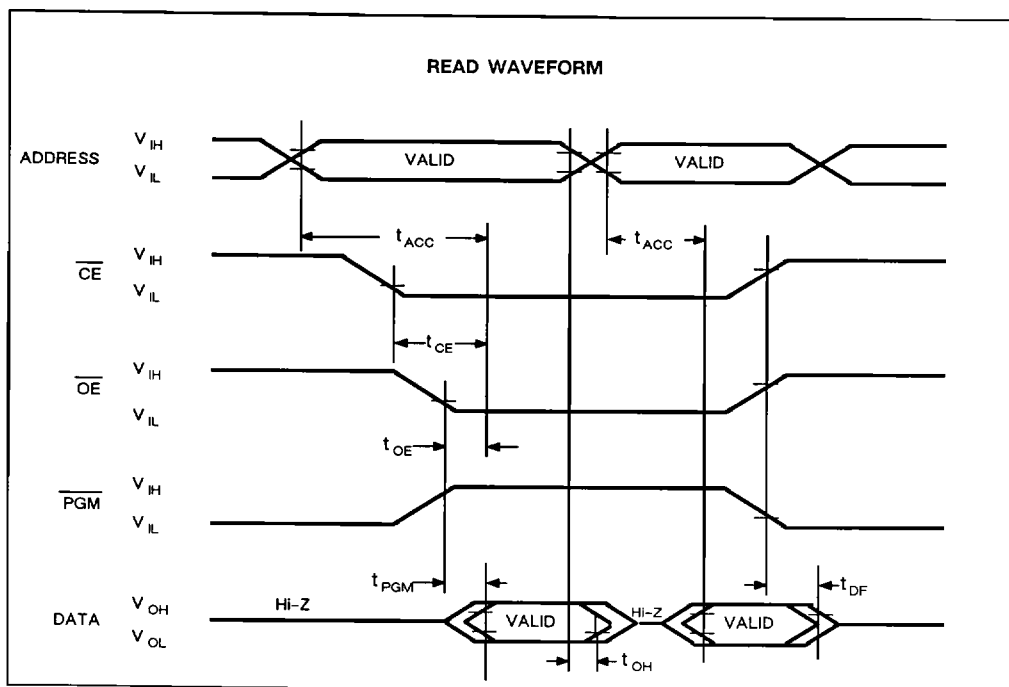 READ WAVEFORM
ADDRESS
V IH
V IL
VALID
VALID
t ACC
t ACC
CE
V IH
V IL
t CE
OE
V IH
V IL
t OE
PGM
V IH
V IL
t PGM
t DF
DATA
V OH
V OL
Hi-Z
VALID
Hi-Z
VALID
t OH